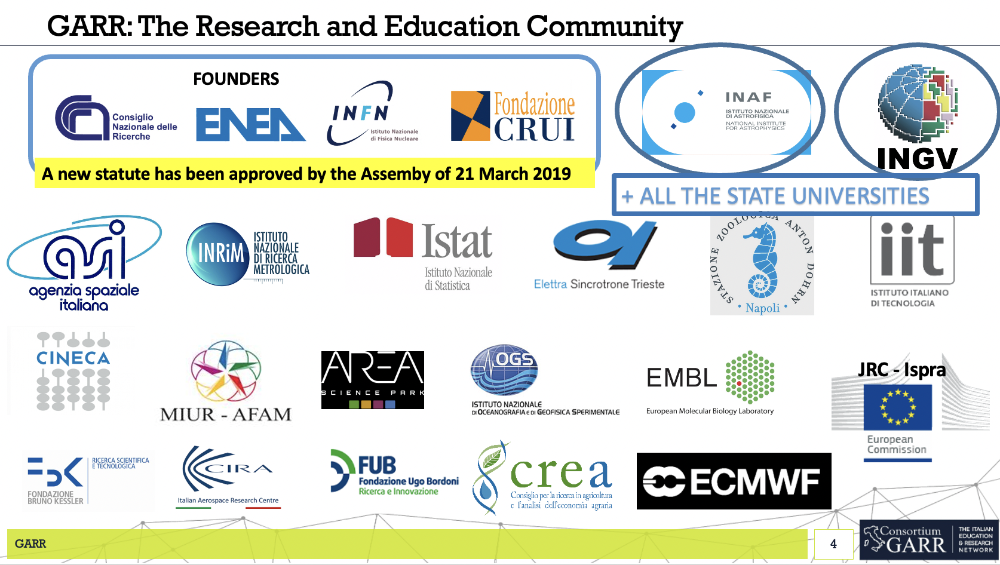 GARR: The Research and Education Community
FOUNDERS
Consiglio
Nazionale delle
Ricerche
ENEA
INFN
Istituto Nazionale
di Fisica Nucleare
Fondazione
CRUI
INAF
ISTITUTO NAZIONALE
DI ASTROFISICA
NATIONAL INSTITUTE
FOR ASTROPHYSICS
INGV
A new statute has been approved by the Assemby of 21 March 2019
+ ALL THE STATE UNIVERSITIES
asi
agenzia spaziale
italiana
INRiM
ISTITUTO
NAZIONALE
DI RICERCA
METROLOGICA
Istat
Istituto Nazionale
di Statistica
Elettra Sincrotrone Trieste
STAZIONE ZOOLOGICA ANTON DOHRN
• Napoli •
iit
ISTITUTO ITALIANO
DI TECNOLOGIA
CINECA
MIUR - AFAM
AREA
SCIENCE PARK
OGS
ISTITUTO NAZIONALE
DI OCEANOGRAFIA E DI GEOFISICA SPERIMENTALE
EMBL
European Molecular Biology Laboratory
JRC - Ispra
European
Commission
FBK
RICERCA SCIENTIFICA
E TECNOLOGICA
FONDAZIONE
BRUNO KESSLER
CIRA
Italian Aerospace Research Centre
FUB
Fondazione Ugo Bordoni
Ricerca e Innovazione
crea
Consiglio per la ricerca in agricoltura
e l'analisi dell'economia agraria
ECMWF
GARR
4
Consortium
GARR
THE ITALIAN
EDUCATION
& RESEARCH
NETWORK